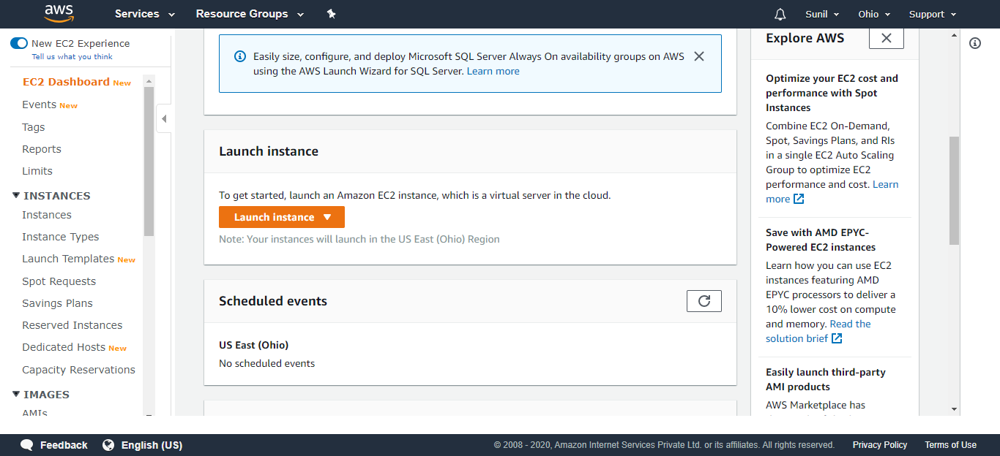 aws
Services
Resource Groups
Sunil
Ohio
Support
New EC2 Experience
Tell us what you think
EC2 Dashboard New
Events New
Tags
Reports
Limits
INSTANCES
Instances
Instance Types
Launch Templates New
Spot Requests
Savings Plans
Reserved Instances
Dedicated Hosts New
Capacity Reservations
IMAGES
AMIs
Easily size, configure, and deploy Microsoft SQL Server Always On availability groups on AWS
using the AWS Launch Wizard for SQL Server. Learn more
Launch instance
To get started, launch an Amazon EC2 instance, which is a virtual server in the cloud.
Launch instance
Note: Your instances will launch in the US East (Ohio) Region
Scheduled events
US East (Ohio)
No scheduled events
Explore AWS
Optimize your EC2 cost and
performance with Spot
Instances
Combine EC2 On-Demand,
Spot, Savings Plans, and RIs
in a single EC2 Auto Scaling
Group to optimize EC2
performance and cost. Learn
more
Save with AMD EPYC-
Powered EC2 instances
Learn how you can use EC2
instances featuring AMD
EPYC processors to deliver a
10% lower cost on compute
and memory. Read the
solution brief
Easily launch third-party
AMI products
AWS Marketplace has
Feedback
English (US)
© 2008 - 2020, Amazon Internet Services Private Ltd. or its affiliates. All rights reserved.
Privacy Policy
Terms of Use